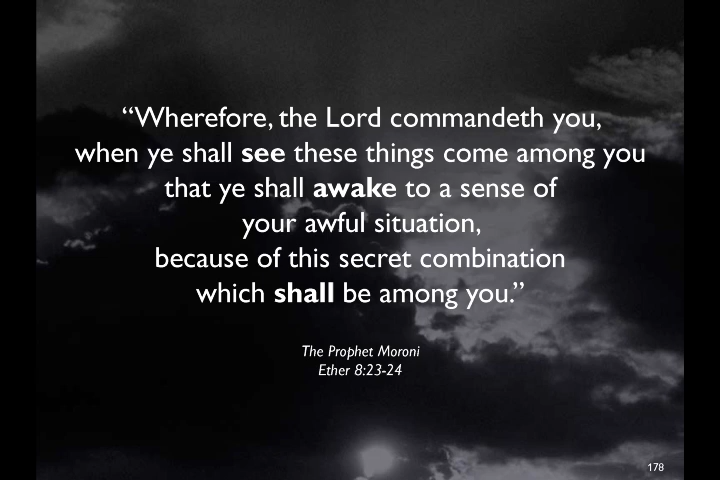 “Wherefore, the Lord commandeth you,
when ye shall see these things come among you
that ye shall awake to a sense of
your awful situation,
because of this secret combination
which shall be among you.”
The Prophet Moroni
Ether 8:23-24
178